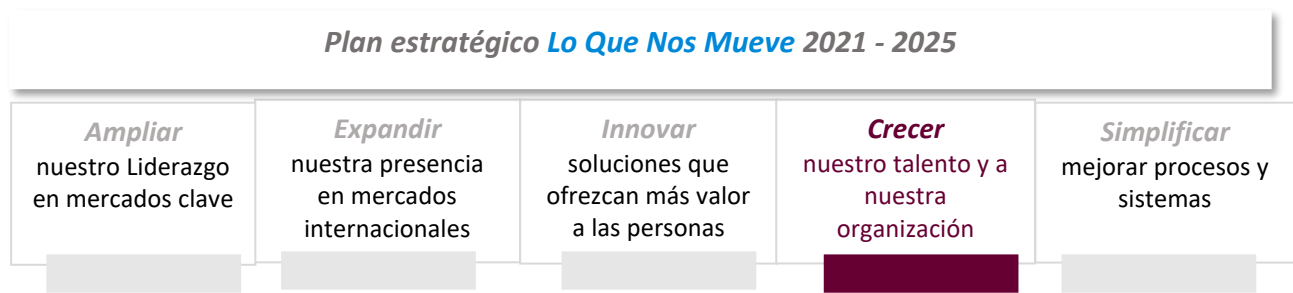 Plan estratégico Lo Que Nos Mueve 2021 - 2025
Ampliar
nuestro Liderazgo
en mercados clave
Expandir
nuestra presencia
en mercados
internacionales
Innovar
soluciones que
ofrezcan más valor
a las personas
Crecer
nuestro talento y a
nuestra
organización
Simplificar
mejorar procesos y
sistemas